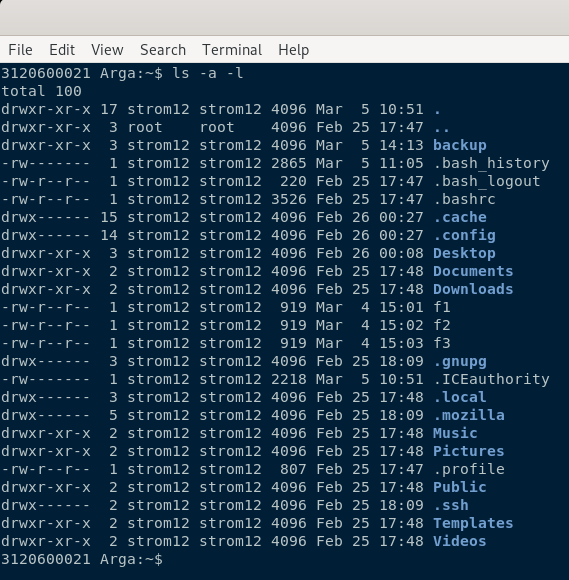 File Edit View Search Terminal Help
3120600021 Arga:~$ ls -a -l
total 100
drwxr-xr-x 17 strom12 strom12 4096 Mar  5 10:51 .
drwxr-xr-x  3 root    root    4096 Feb 25 17:47 ..
drwxr-xr-x  3 strom12 strom12 4096 Mar  5 14:13 backup
-rw-------  1 strom12 strom12 2865 Mar  5 11:05 .bash_history
-rw-r--r--  1 strom12 strom12  220 Feb 25 17:47 .bash_logout
-rw-r--r--  1 strom12 strom12 3526 Feb 25 17:47 .bashrc
drwx------ 15 strom12 strom12 4096 Feb 26 00:27 .cache
drwx------ 14 strom12 strom12 4096 Feb 26 00:27 .config
drwxr-xr-x  3 strom12 strom12 4096 Feb 26 00:08 Desktop
drwxr-xr-x  2 strom12 strom12 4096 Feb 25 17:48 Documents
drwxr-xr-x  2 strom12 strom12 4096 Feb 25 17:48 Downloads
-rw-r--r--  1 strom12 strom12  919 Mar  4 15:01 f1
-rw-r--r--  1 strom12 strom12  919 Mar  4 15:02 f2
-rw-r--r--  1 strom12 strom12  919 Mar  4 15:03 f3
drwx------  3 strom12 strom12 4096 Feb 25 18:09 .gnupg
-rw-------  1 strom12 strom12 2218 Mar  5 10:51 .ICEauthority
drwx------  3 strom12 strom12 4096 Feb 25 17:48 .local
drwx------  5 strom12 strom12 4096 Feb 25 18:09 .mozilla
drwxr-xr-x  2 strom12 strom12 4096 Feb 25 17:48 Music
drwxr-xr-x  2 strom12 strom12 4096 Feb 25 17:48 Pictures
-rw-r--r--  1 strom12 strom12  807 Feb 25 17:47 .profile
drwxr-xr-x  2 strom12 strom12 4096 Feb 25 17:48 Public
drwx------  2 strom12 strom12 4096 Feb 25 18:09 .ssh
drwxr-xr-x  2 strom12 strom12 4096 Feb 25 17:48 Templates
drwxr-xr-x  2 strom12 strom12 4096 Feb 25 17:48 Videos
3120600021 Arga:~$